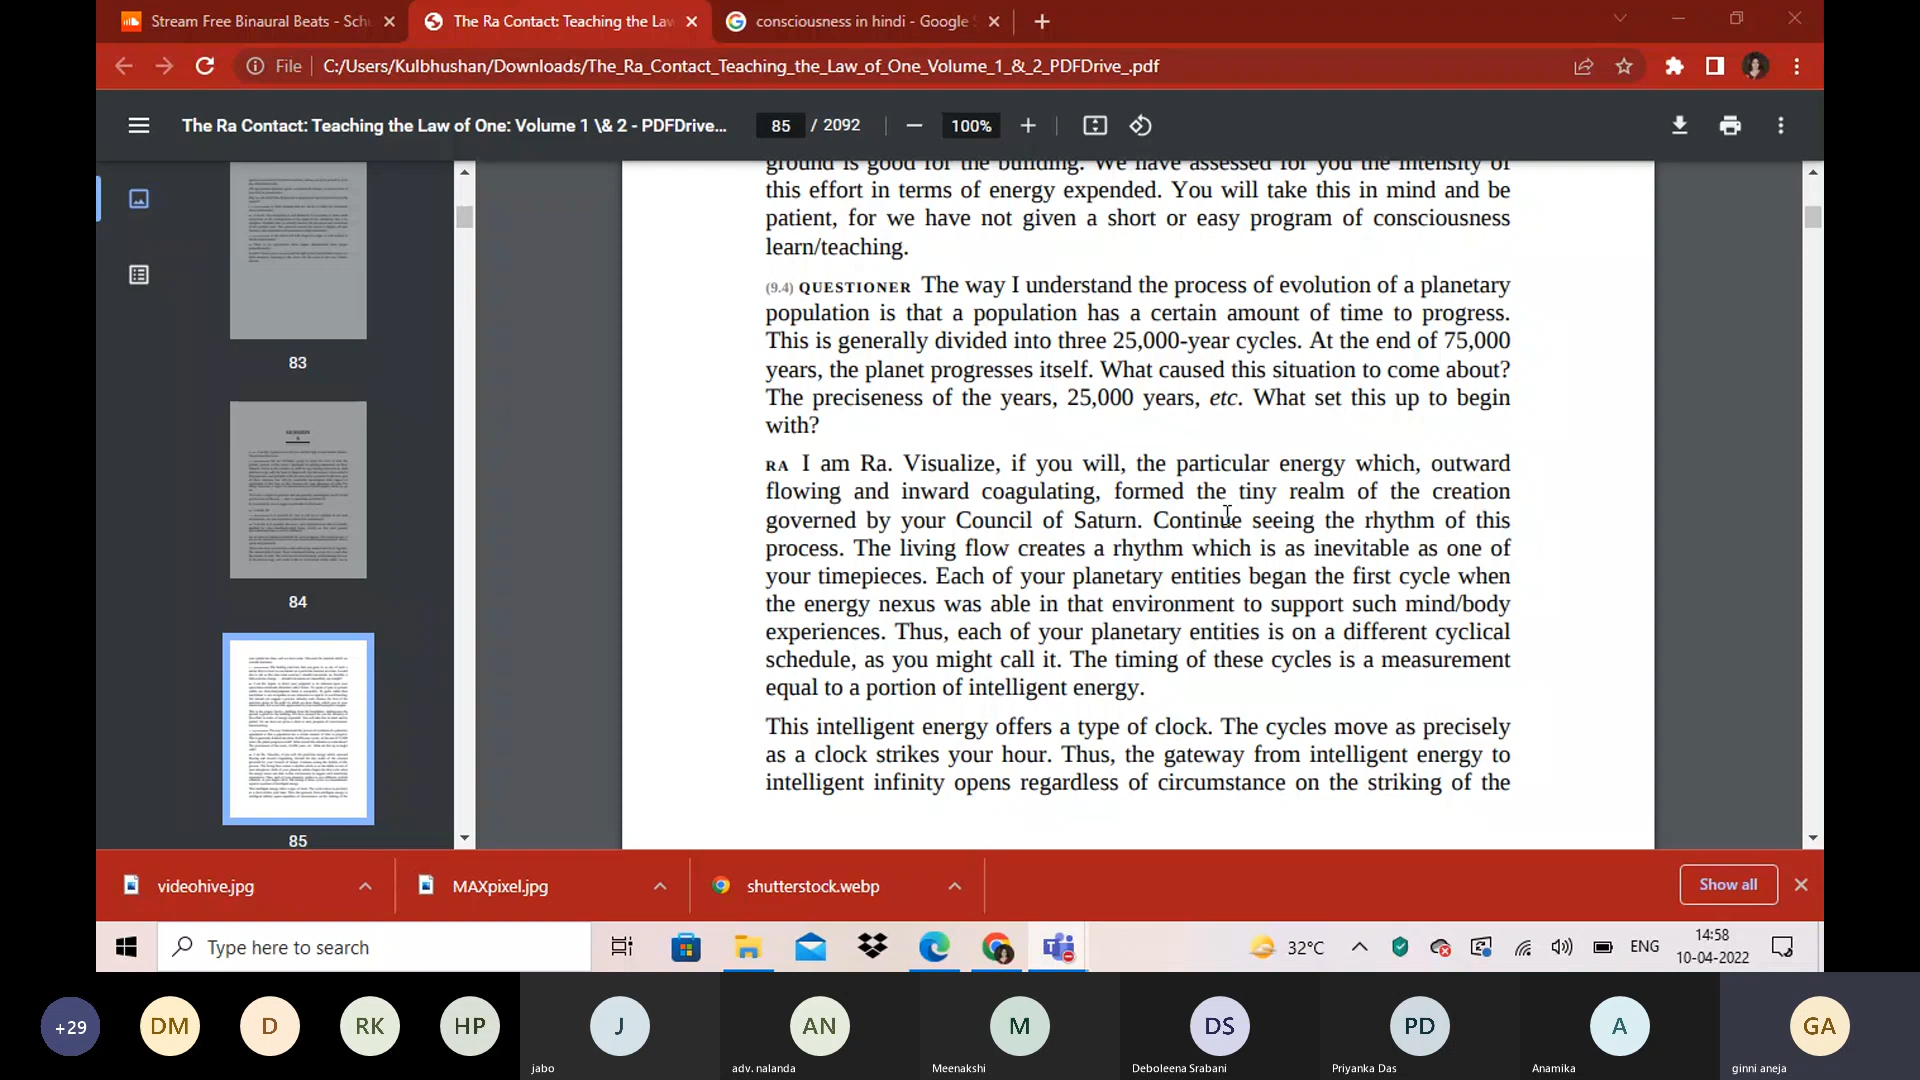 Stream Free Binaural Beats - Sch
The Ra Contact: Teaching the Law
consciousness in hindi - Google
File
C:/Users/Kulbhushan/Downloads/The_Ra_Contact_Teaching_the_Law_of_One_Volume_1_&_2_PDFDrive_.pdf
The Ra Contact: Teaching the Law of One: Volume 1 \& 2 - PDFDrive...
85 / 2092
100%
83
84
85
ground is good for the building. We have assessed for you the intensity of
this effort in terms of energy expended. You will take this in mind and be
patient, for we have not given a short or easy program of consciousness
learn/teaching.
(9.4) QUESTIONER The way I understand the process of evolution of a planetary
population is that a population has a certain amount of time to progress.
This is generally divided into three 25,000-year cycles. At the end of 75,000
years, the planet progresses itself. What caused this situation to come about?
The preciseness of the years, 25,000 years, etc. What set this up to begin
with?
RA I am Ra. Visualize, if you will, the particular energy which, outward
flowing and inward coagulating, formed the tiny realm of the creation
governed by your Council of Saturn. Continue seeing the rhythm of this
process. The living flow creates a rhythm which is as inevitable as one of
your timepieces. Each of your planetary entities began the first cycle when
the energy nexus was able in that environment to support such mind/body
experiences. Thus, each of your planetary entities is on a different cyclical
schedule, as you might call it. The timing of these cycles is a measurement
equal to a portion of intelligent energy.
This intelligent energy offers a type of clock. The cycles move as precisely
as a clock strikes your hour. Thus, the gateway from intelligent energy to
intelligent infinity opens regardless of circumstance on the striking of the
videohive.jpg
MAXpixel.jpg
shutterstock.webp
Show all
Type here to search
32°C
ENG
14:58
10-04-2022
+29
DM
D
RK
HP
J
AN
M
DS
PD
A
GA
jabo
adv. nalanda
Meenakshi
Deboleena Srabani
Priyanka Das
Anamika
ginni aneja